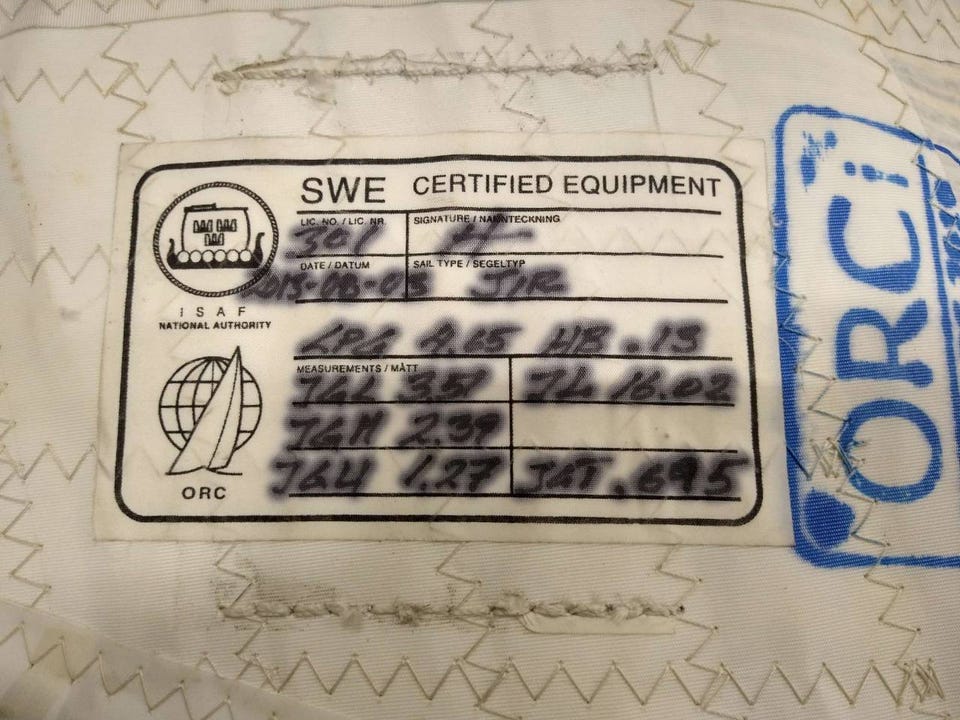 SWE CERTIFIED EQUIPMENT
LIC. NO. / LIC. NR. SIGNATURE / NAMNTECKNING
301
DATE / DATUM SAIL TYPE / SEGELTYP
JIB
ISAF
NATIONAL AUTHORITY
LPG 4.65 HB .13
MEASUREMENTS / MÅTT
JGL 3.51 JL 16.02
JGM 2.39
JGU 1.27 JGT .695
ORC
ORCi